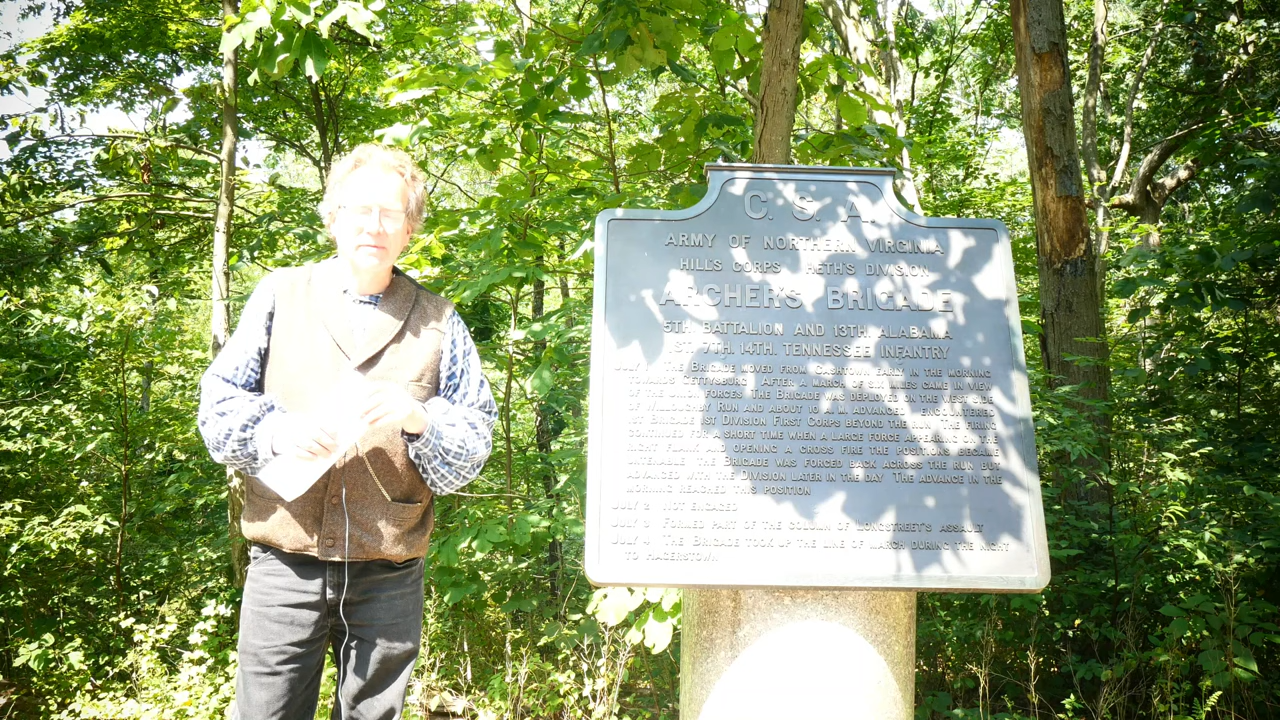 C. S. A.
ARMY OF NORTHERN VIRGINIA
HILLS CORPS HETH'S DIVISION
ARCHER'S BRIGADE
5TH. BATTALION AND 13TH. ALABAMA
1ST. 7TH. 14TH. TENNESSEE INFANTRY
JULY 1 THE BRIGADE MOVED FROM CASHTOWN EARLY IN THE MORNING
TOWARDS GETTYSBURG AFTER A MARCH OF SIX MILES CAME IN VIEW
OF THE UNION FORCES THE BRIGADE WAS DEPLOYED ON THE WEST SIDE
OF WILLOUGHBY RUN AND ABOUT 10 A. M. ADVANCED ENCOUNTERED
1ST BRIGADE 1ST DIVISION FIRST CORPS BEYOND THE RUN THE FIRING
CONTINUED FOR A SHORT TIME WHEN A LARGE FORCE APPEARING ON THE
RIGHT FLANK AND OPENING A CROSS FIRE THE POSITIONS BECAME
UNTENABLE THE BRIGADE WAS FORCED BACK ACROSS THE RUN BUT
ADVANCED WITH THE DIVISION LATER IN THE DAY THE ADVANCE IN THE
MORNING REACHED THIS POSITION
JULY 2 NOT ENGAGED
JULY 3 FORMED PART OF THE COLUMN OF LONGSTREET'S ASSAULT
JULY 4 THE BRIGADE TOOK UP THE LINE OF MARCH DURING THE NIGHT
TO HAGERSTOWN